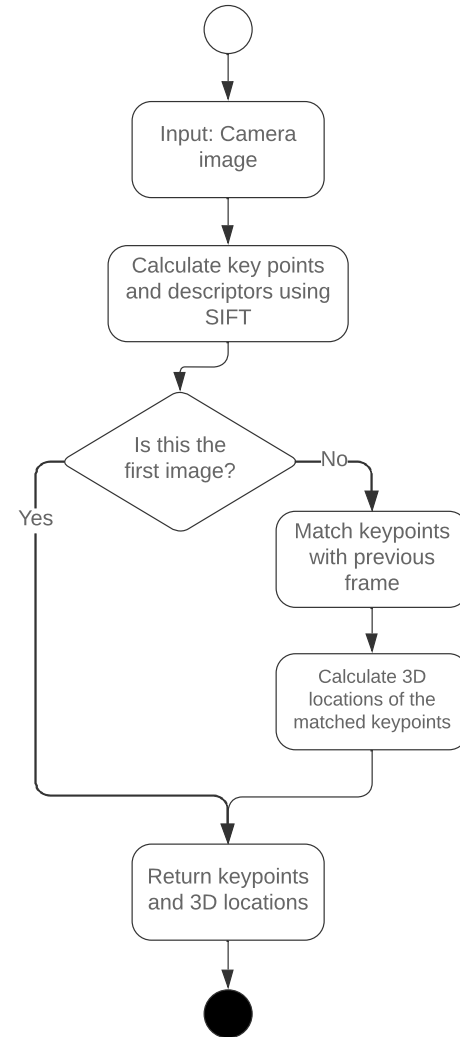 Input: Camera
image
Calculate key points
and descriptors using
SIFT
Is this the
first image?
No
Yes
Match keypoints
with previous
frame
Calculate 3D
locations of the
matched keypoints
Return keypoints
and 3D locations